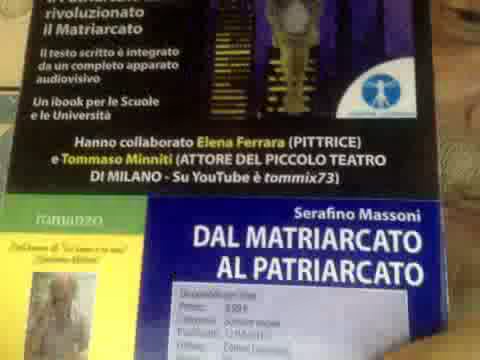 rivoluzionato
il Matriarcato
Il testo scritto è integrato
da un completo apparato
audiovisivo
Un ibook per le Scuole
e le Università
Hanno collaborato Elena Ferrara (PITTRICE)
e Tommaso Minniti (ATTORE DEL PICCOLO TEATRO
DI MILANO - Su YouTube è tommix73)
romanzo
Serafino Massoni
DAL MATRIARCATO
AL PATRIARCATO